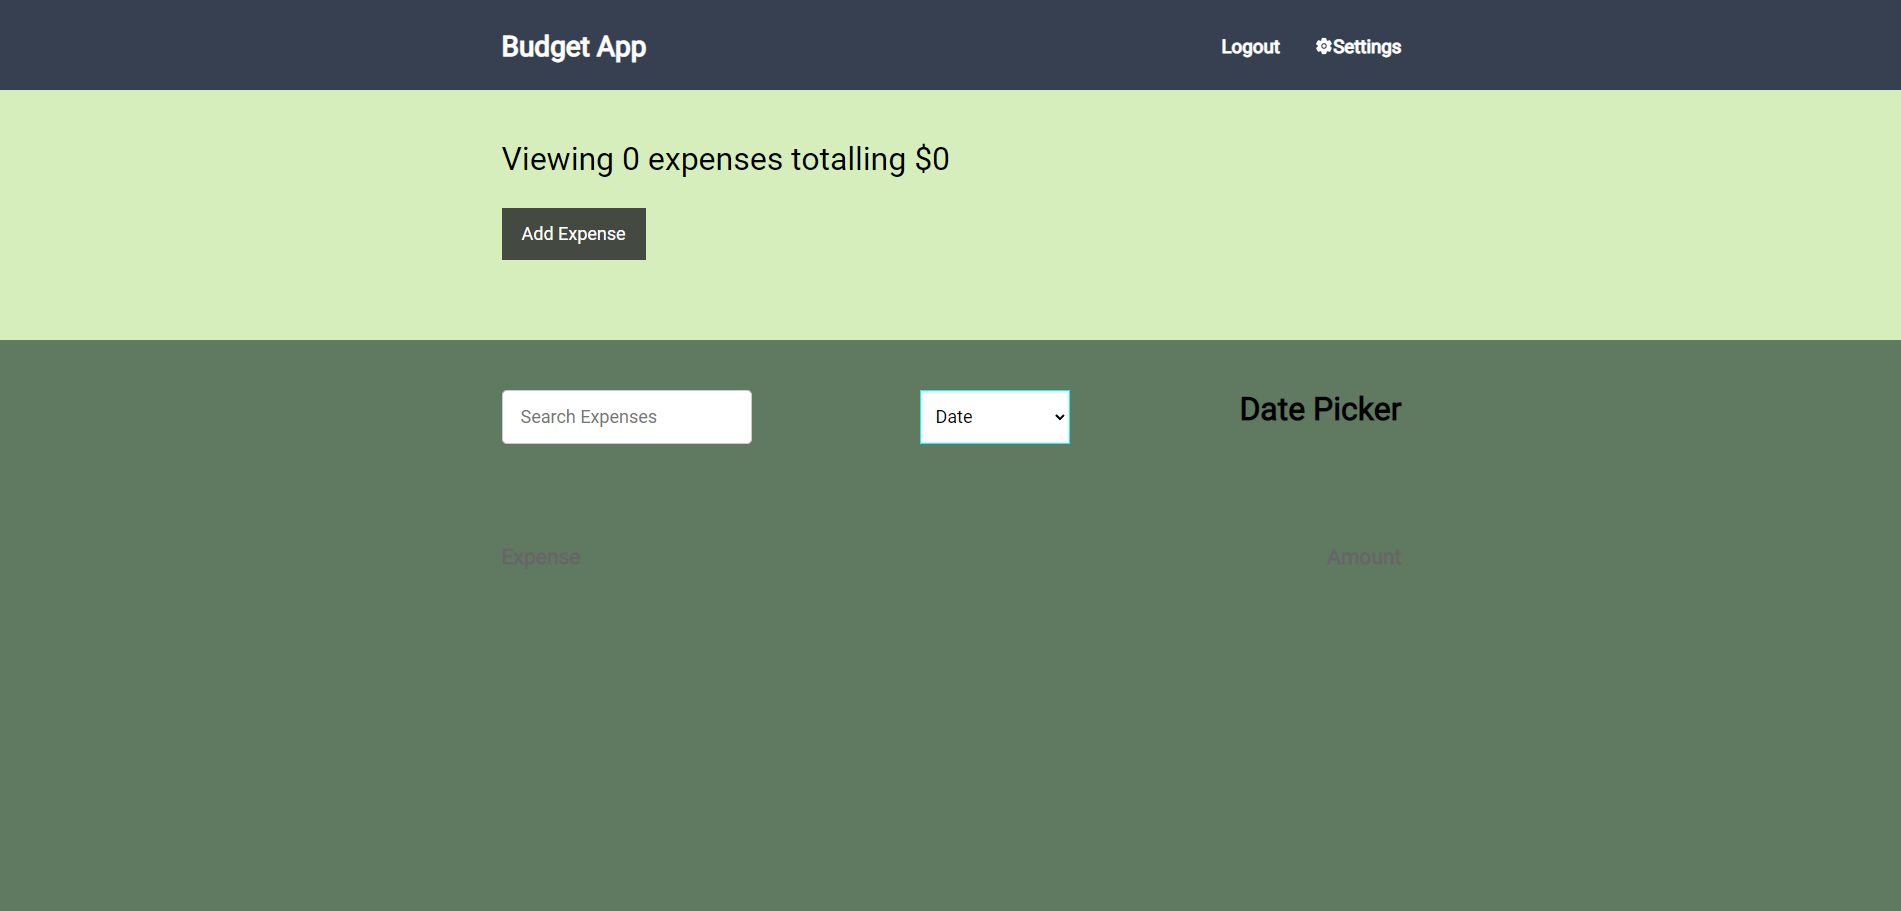 Budget App
Logout Settings
Viewing 0 expenses totalling $0
Add Expense
Search Expenses
Date
Date Picker
Expense
Amount